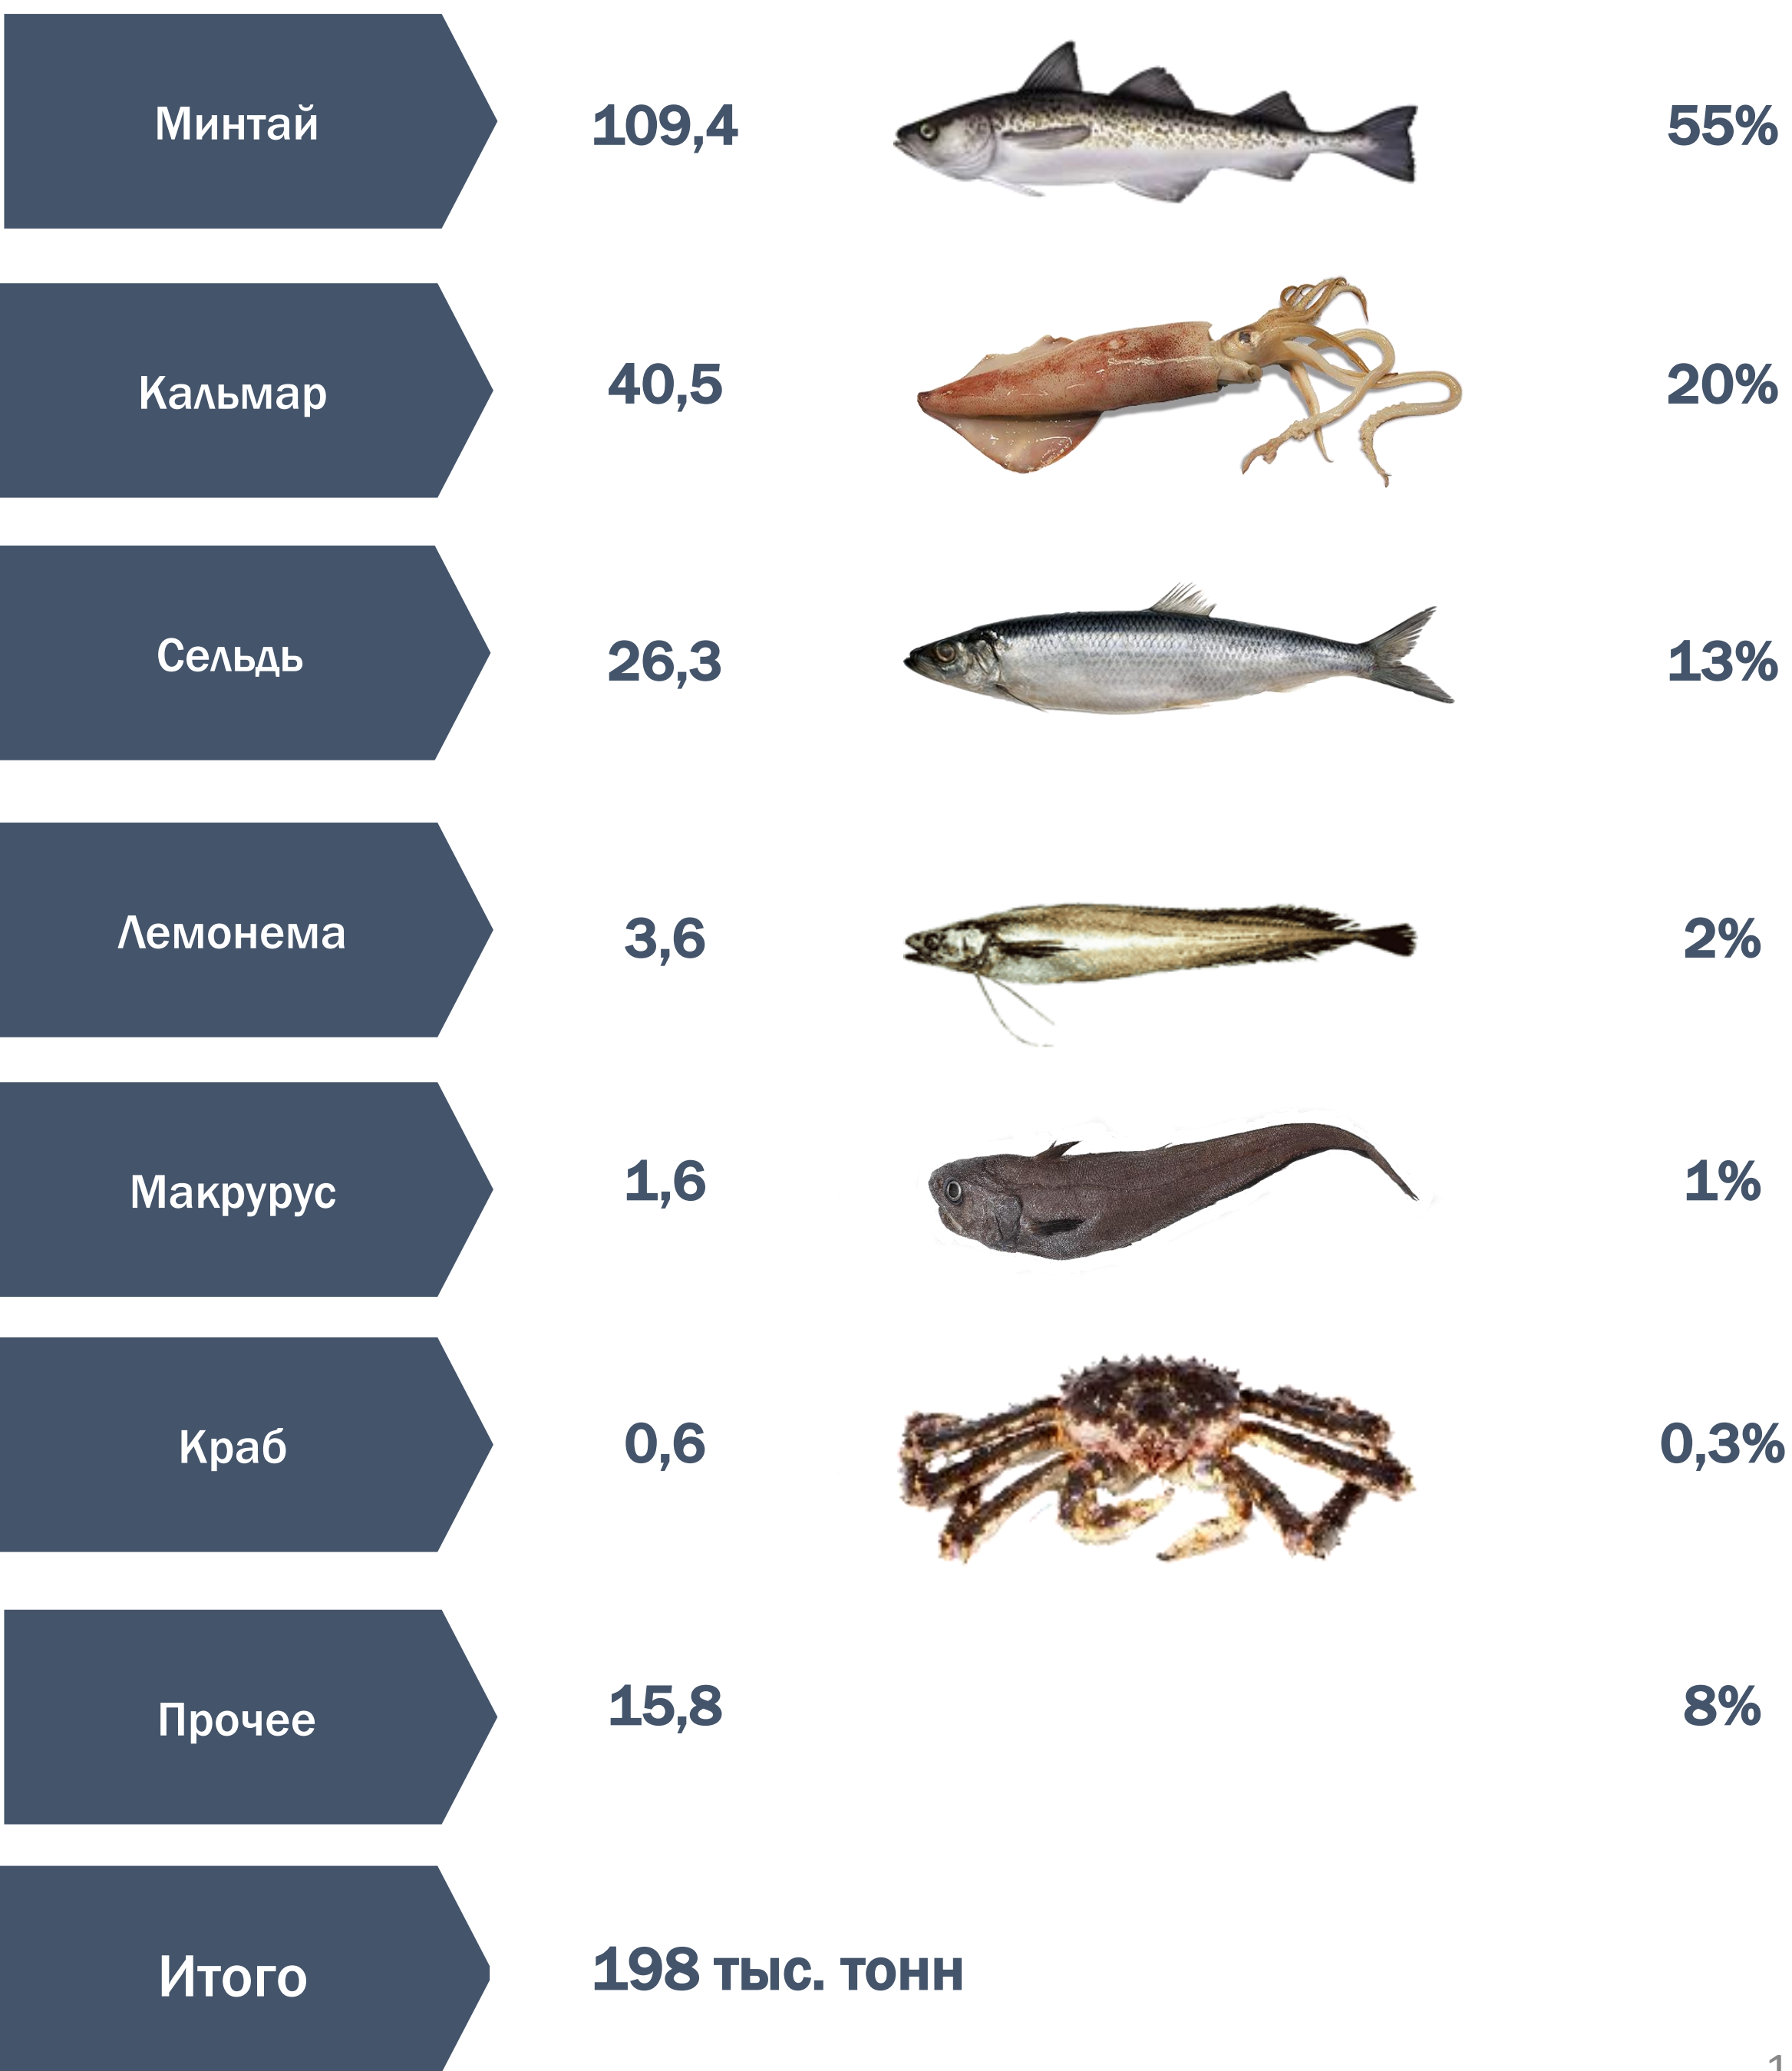 Минтай 109,4 55%
Кальмар 40,5 20%
Сельдь 26,3 13%
Лемонема 3,6 2%
Макрурус 1,6 1%
Краб 0,6 0,3%
Прочее 15,8 8%
Итого 198 тыс. тонн